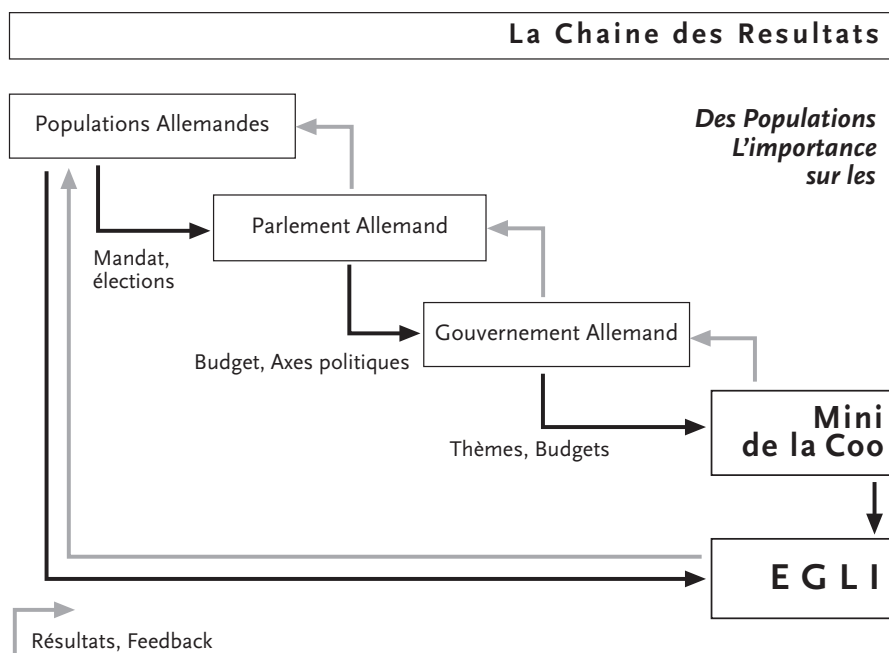 La Chaine des Resultats
Populations Allemandes
Des Populations
L'importance
sur les
Parlement Allemand
Mandat,
élections
Gouvernement Allemand
Budget, Axes politiques
Mini
de la Coo
Thèmes, Budgets
EGLI
Résultats, Feedback